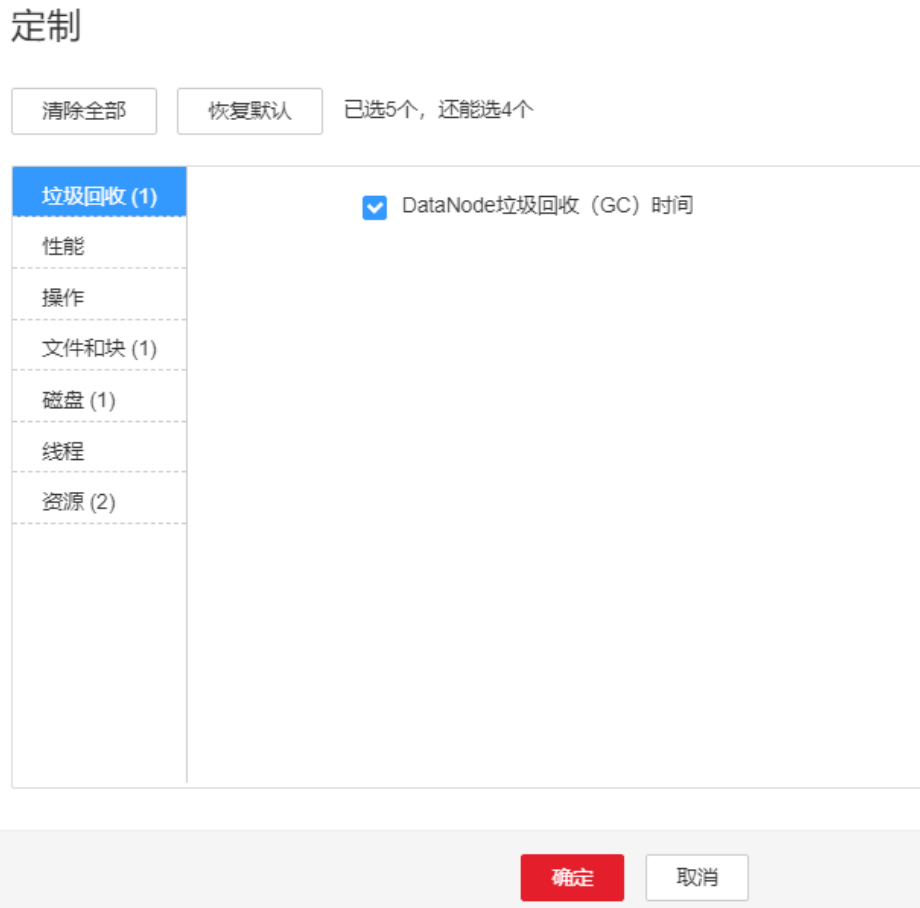 定制
清除全部 恢复默认 已选5个，还能选4个
垃圾回收 (1) DataNode垃圾回收（GC）时间
性能
操作
文件和块 (1)
磁盘 (1)
线程
资源 (2)
确定 取消